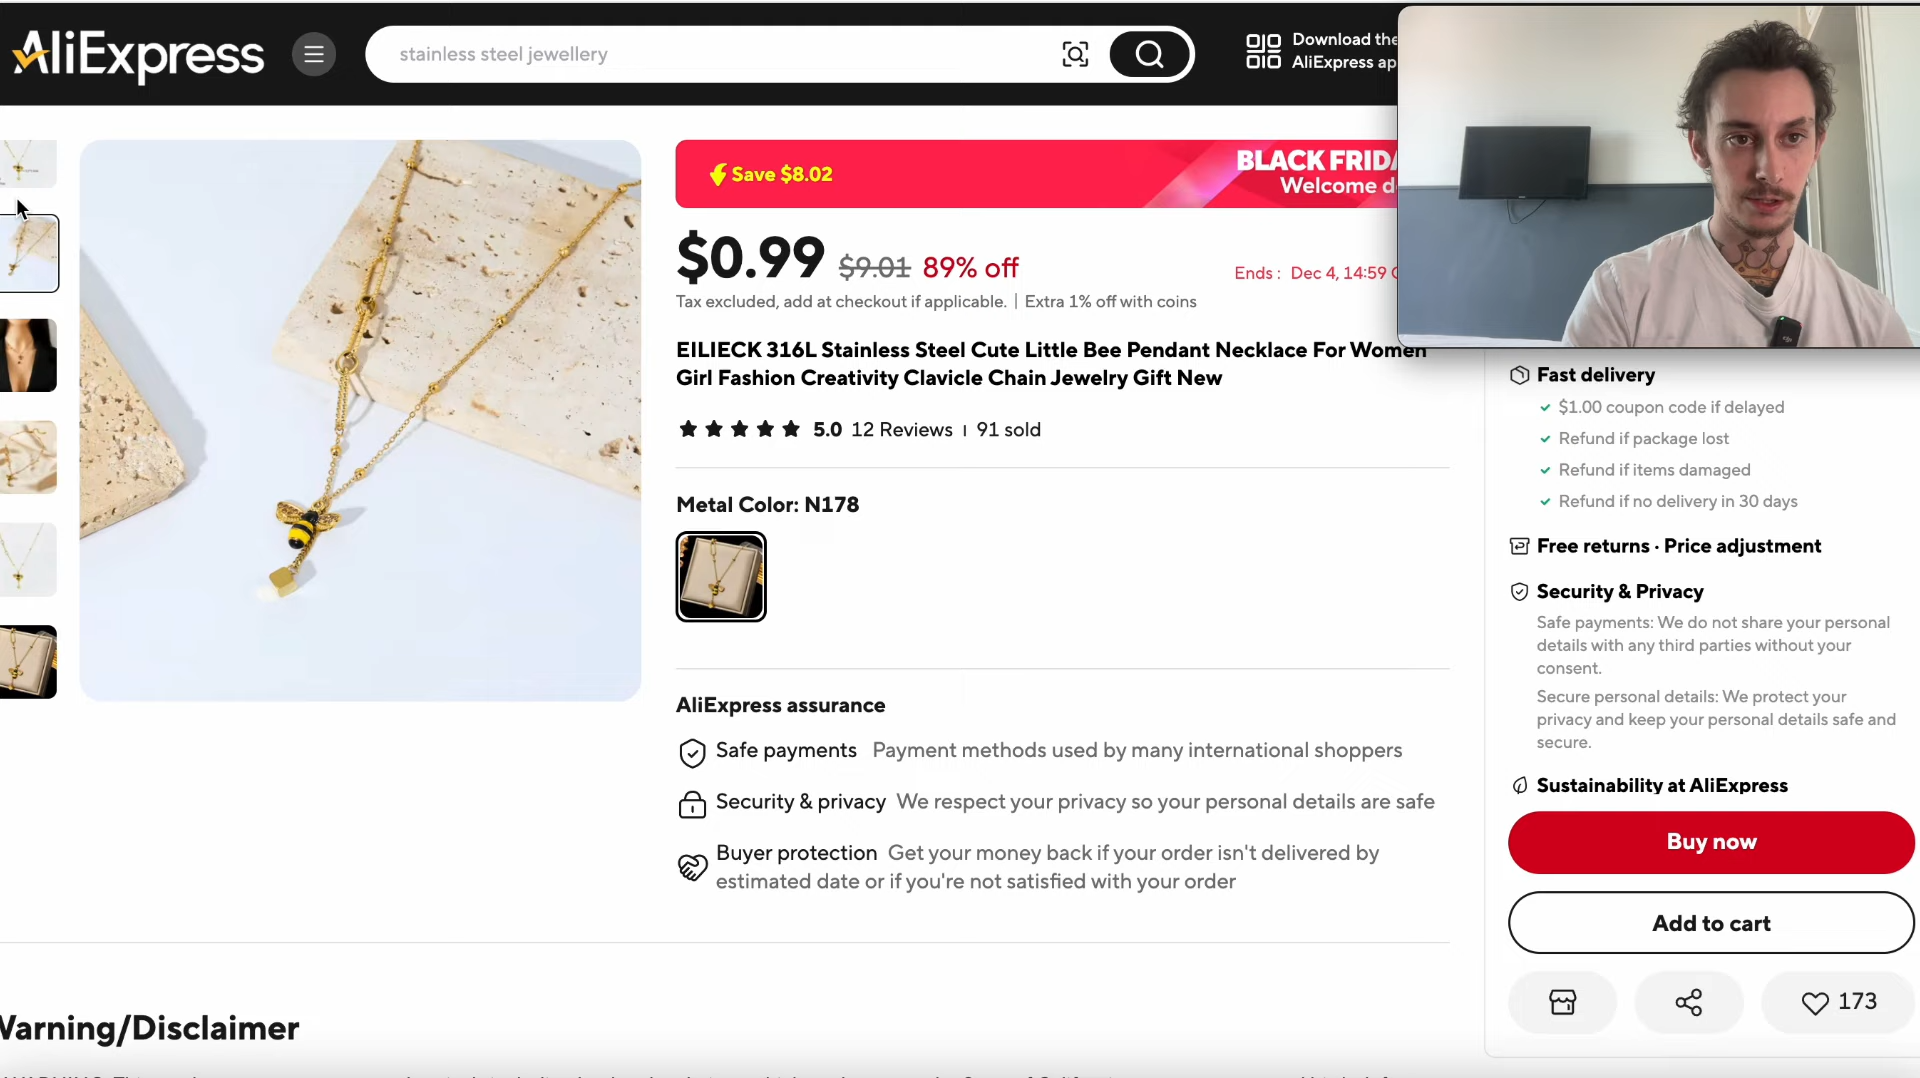 AliExpress
stainless steel jewellery
Download the
AliExpress ap
Save $8.02
BLACK FRIDA
Welcome d
$0.99 $9.01 89% off
Ends : Dec 4, 14:59
Tax excluded, add at checkout if applicable. | Extra 1% off with coins
EILIECK 316L Stainless Steel Cute Little Bee Pendant Necklace For Women
Girl Fashion Creativity Clavicle Chain Jewelry Gift New
5.0 12 Reviews | 91 sold
Metal Color: N178
AliExpress assurance
Safe payments Payment methods used by many international shoppers
Security & privacy We respect your privacy so your personal details are safe
Buyer protection Get your money back if your order isn't delivered by
estimated date or if you're not satisfied with your order
Warning/Disclaimer
Fast delivery
$1.00 coupon code if delayed
Refund if package lost
Refund if items damaged
Refund if no delivery in 30 days
Free returns · Price adjustment
Security & Privacy
Safe payments: We do not share your personal
details with any third parties without your
consent.
Secure personal details: We protect your
privacy and keep your personal details safe and
secure.
Sustainability at AliExpress
Buy now
Add to cart
173